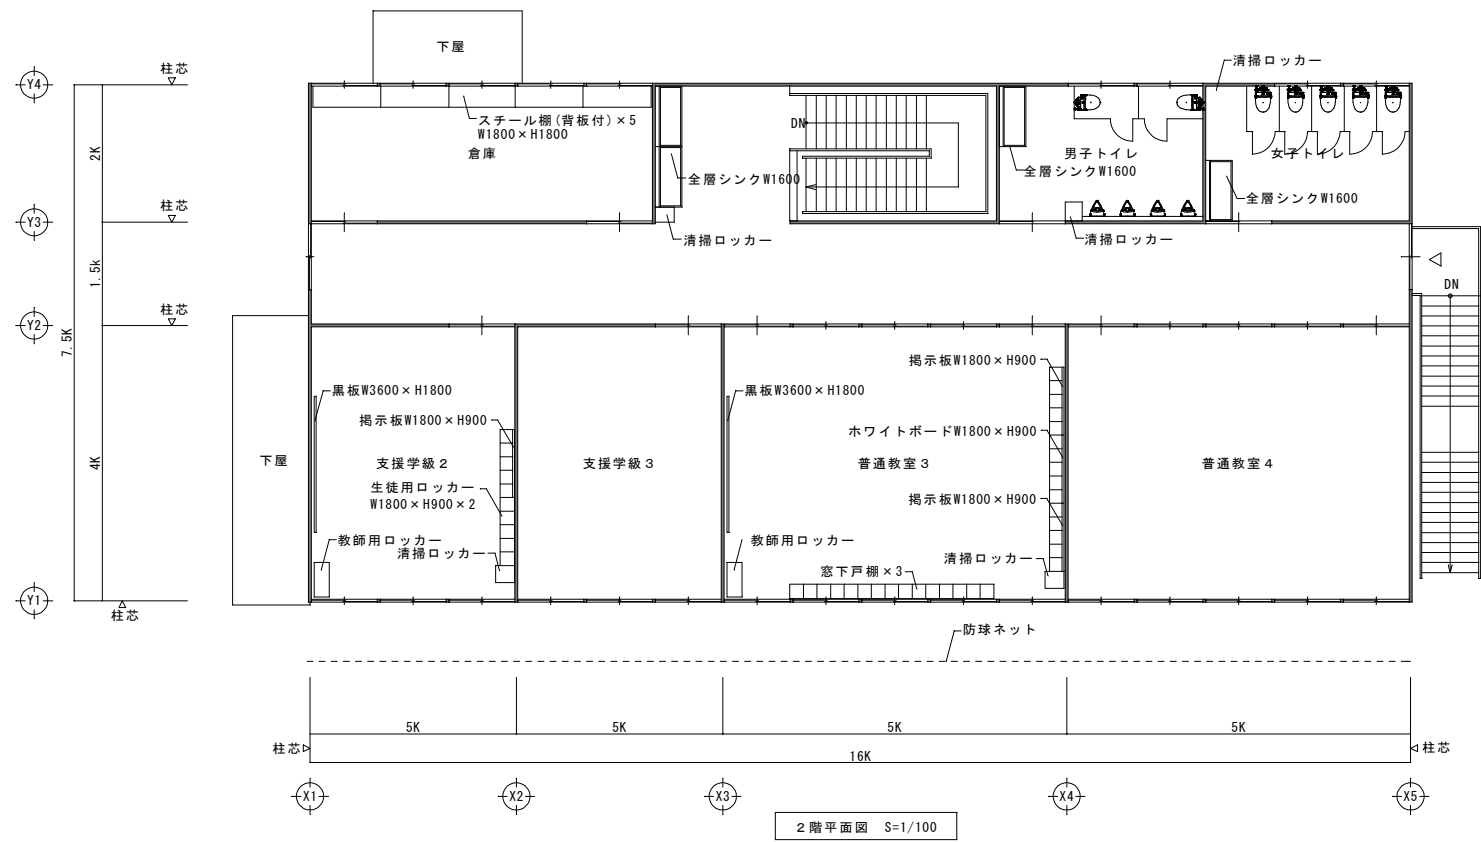 下屋
Y4
柱芯
清掃ロッカー
スチール棚(背板付)×5
W1800×H1800
倉庫
DN
2K
男子トイレ
女子トイレ
全層シンクW1600
全層シンクW1600
全層シンクW1600
Y3
柱芯
清掃ロッカー
清掃ロッカー
1.5k
DN
Y2
柱芯
7.5K
掲示板W1800×H900
黒板W3600×H1800
黒板W3600×H1800
掲示板W1800×H900
ホワイトボードW1800×H900
4K
下屋
支援学級2
支援学級3
普通教室3
普通教室4
生徒用ロッカー
W1800×H900×2
掲示板W1800×H900
教師用ロッカー
清掃ロッカー
教師用ロッカー
清掃ロッカー
窓下戸棚×3
Y1
柱芯
防球ネット
5K
5K
5K
5K
柱芯
16K
柱芯
X1
X2
X3
X4
X5
2階平面図 S=1/100